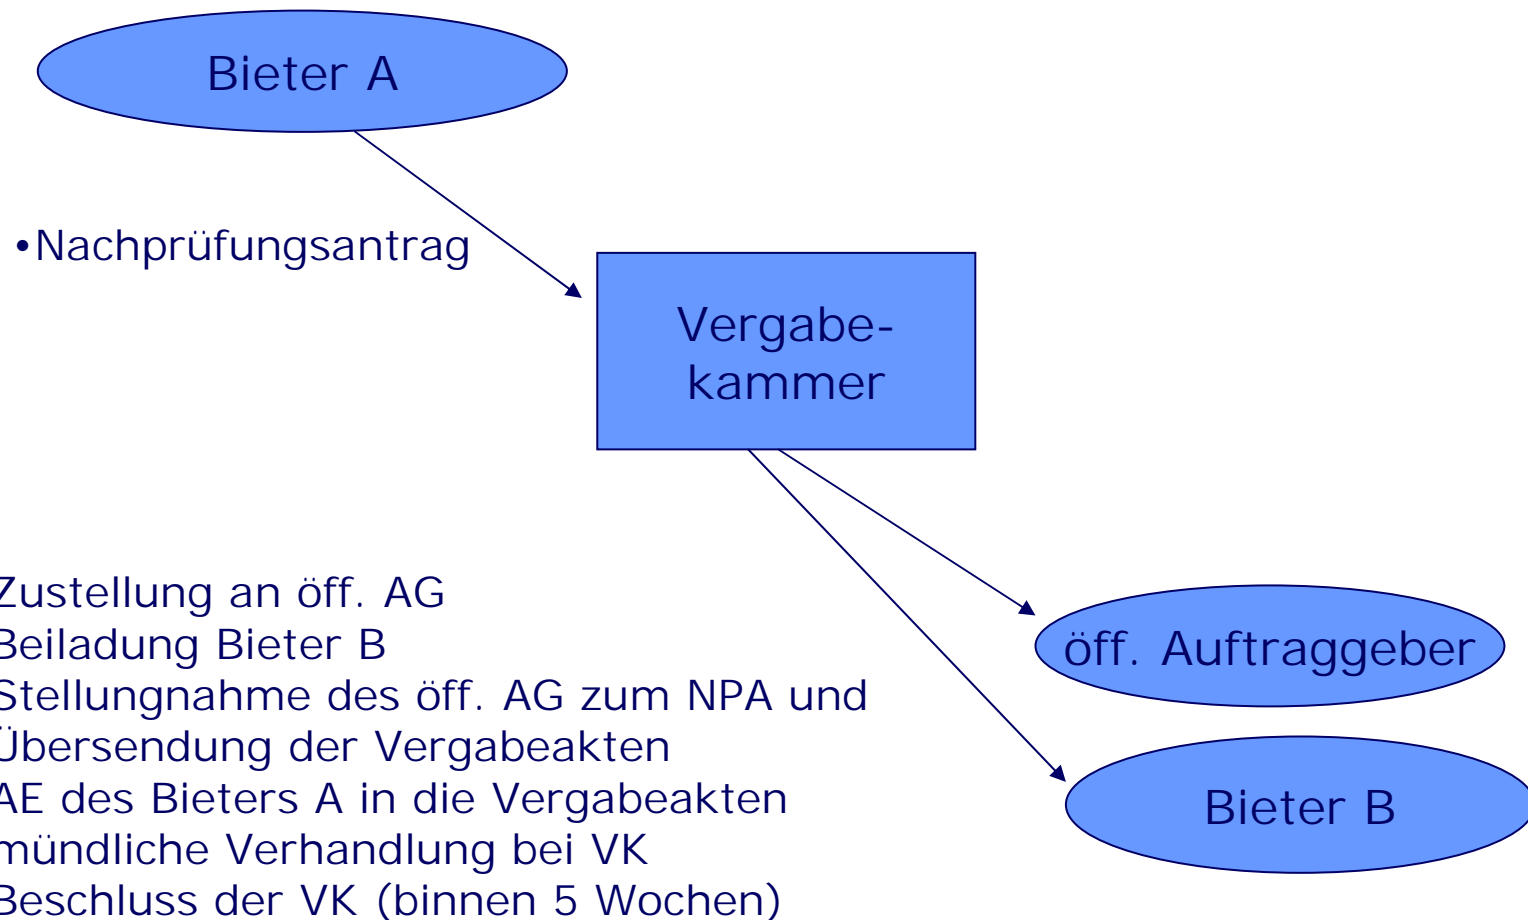 Bieter A
•Nachprüfungsantrag
Vergabe-
kammer
Zustellung an öff. AG
Beiladung Bieter B
Stellungnahme des öff. AG zum NPA und
Übersendung der Vergabeakten
AE des Bieters A in die Vergabeakten
mündliche Verhandlung bei VK
Beschluss der VK (binnen 5 Wochen)
öff. Auftraggeber
Bieter B